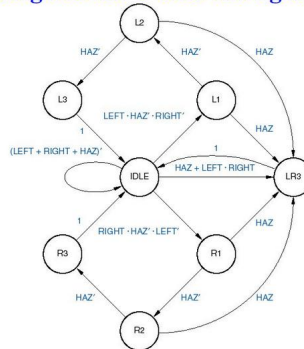 L2
HAZ′
HAZ′
HAZ
L3
L1
1
LEFT · HAZ′ · RIGHT′
HAZ
(LEFT + RIGHT + HAZ)′
1
IDLE
HAZ + LEFT · RIGHT
LR3
1
RIGHT · HAZ′ · LEFT′
HAZ
R3
R1
HAZ′
HAZ′
HAZ
R2